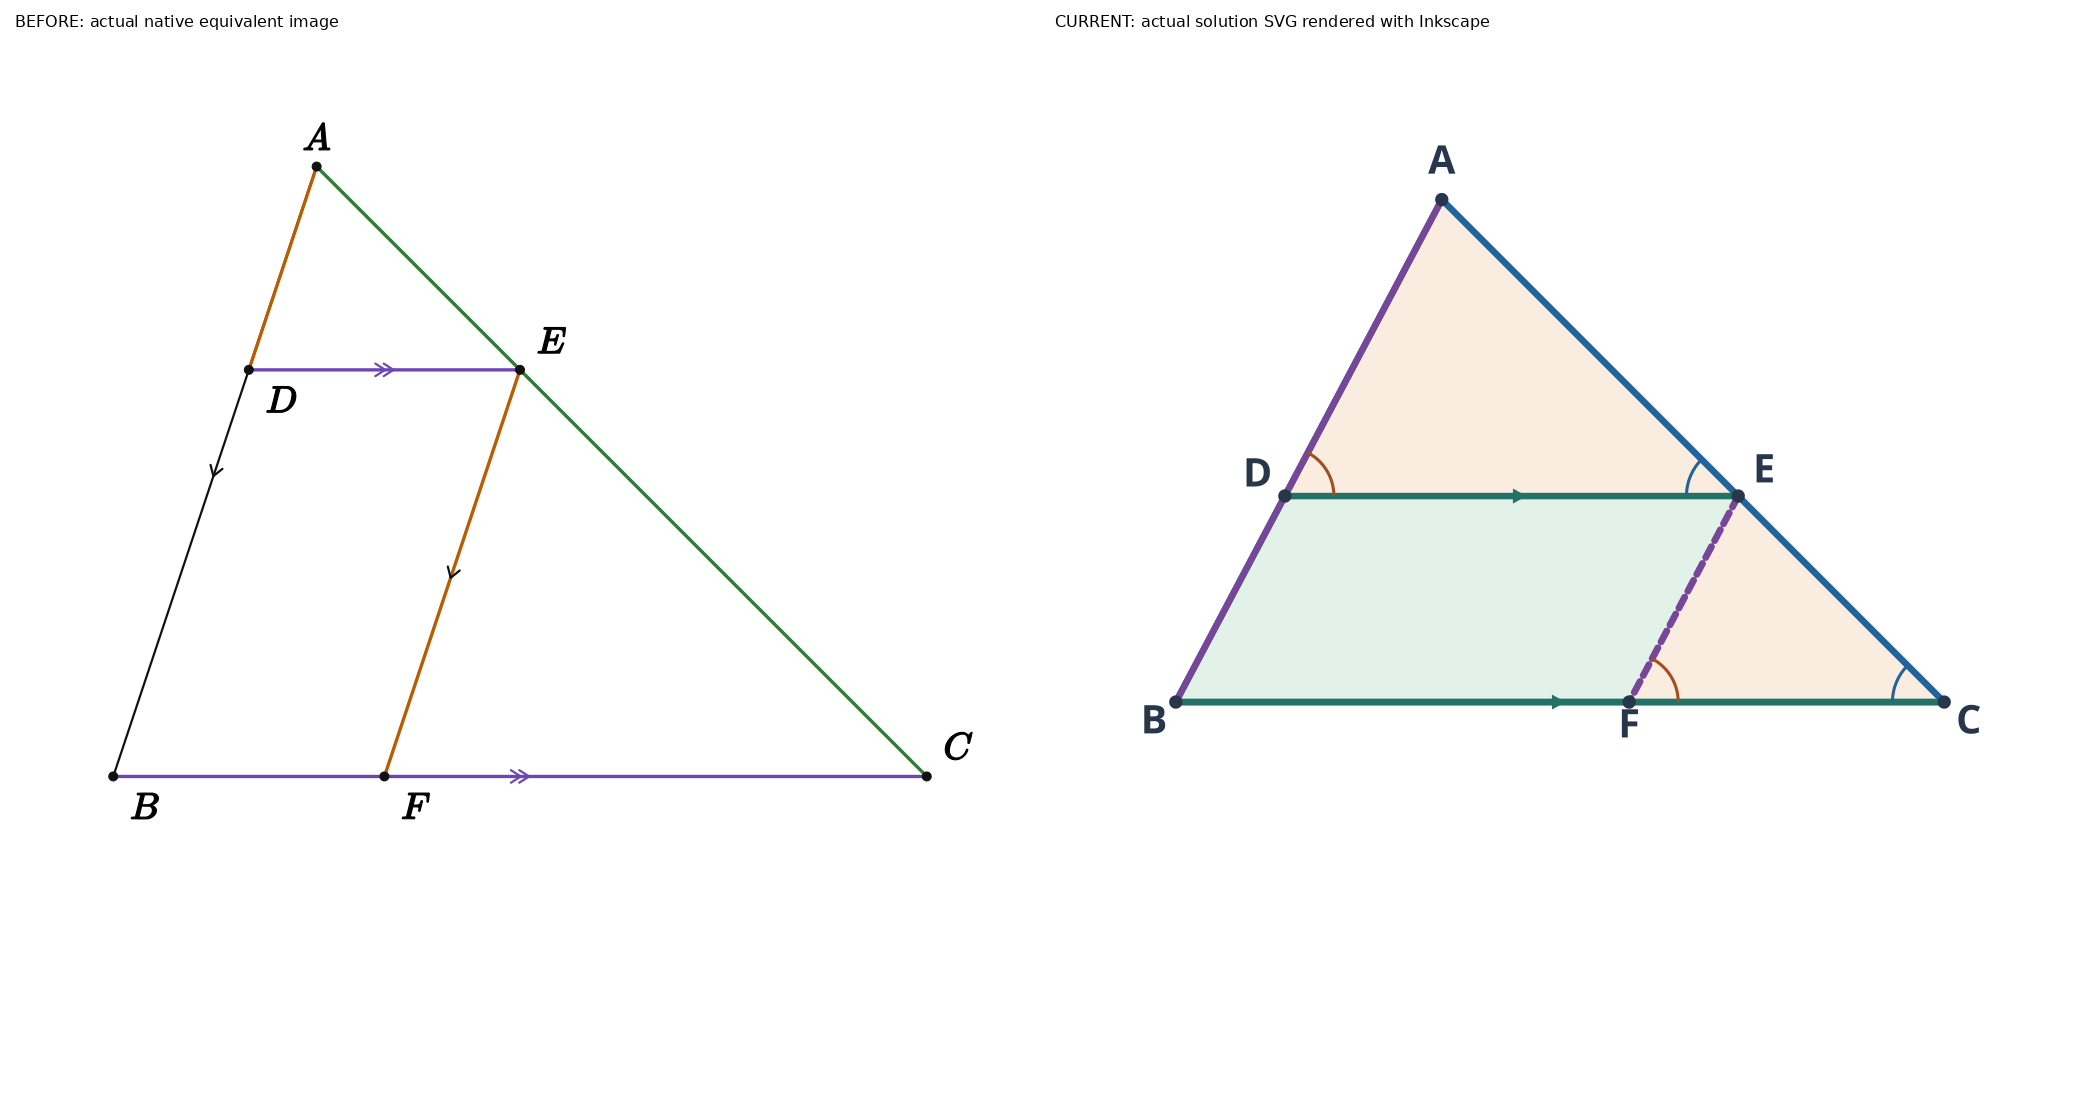 BEFORE: actual native equivalent image
CURRENT: actual solution SVG rendered with Inkscape
A
D
E
B
F
C
A
D
E
B
F
C